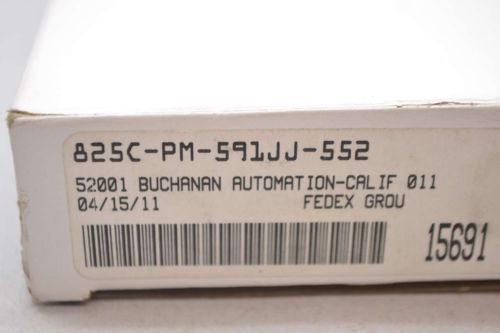 825C-PM-591JJ-552
52001 BUCHANAN AUTOMATION-CALIF 011
04/15/11 FEDEX GROU
15691